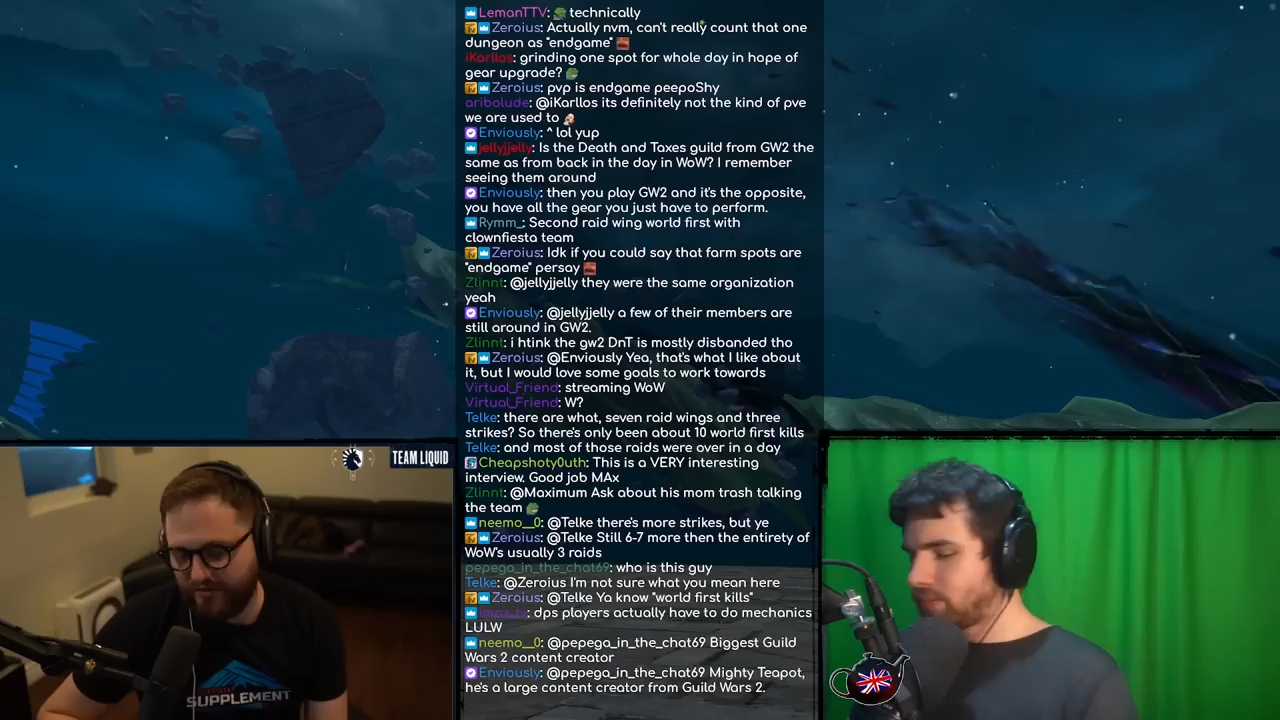 LemanTTV: technically
Zeroius: Actually nvm, can't really count that one
dungeon as "endgame"
iKarllos: grinding one spot for whole day in hope of
gear upgrade?
Zeroius: pvp is endgame peepoShy
aribolude: @iKarllos its definitely not the kind of pve
we are used to
Enviously: ^ lol yup
jellyjjelly: Is the Death and Taxes guild from GW2 the
same as from back in the day in WoW? I remember
seeing them around
Enviously: then you play GW2 and it's the opposite,
you have all the gear you just have to perform.
Rymm_: Second raid wing world first with
clownfiesta team
Zeroius: Idk if you could say that farm spots are
"endgame" persay
Zlinnt: @jellyjjelly they were the same organization
yeah
Enviously: @jellyjjelly a few of their members are
still around in GW2.
Zlinnt: i htink the gw2 DnT is mostly disbanded tho
Zeroius: @Enviously Yea, that's what I like about
it, but I would love some goals to work towards
Virtual_Friend: streaming WoW
Virtual_Friend: W?
Telke: there are what, seven raid wings and three
strikes? So there's only been about 10 world first kills
Telke: and most of those raids were over in a day
Cheapshoty0uth: This is a VERY interesting
interview. Good job MAx
Zlinnt: @Maximum Ask about his mom trash talking
the team
neemo__0: @Telke there's more strikes, but ye
Zeroius: @Telke Still 6-7 more then the entirety of
WoW's usually 3 raids
pepega_in_the_chat69: who is this guy
Telke: @Zeroius I'm not sure what you mean here
Zeroius: @Telke Ya know "world first kills"
: dps players actually have to do mechanics
LULW
neemo__0: @pepega_in_the_chat69 Biggest Guild
Wars 2 content creator
Enviously: @pepega_in_the_chat69 Mighty Teapot,
he's a large content creator from Guild Wars 2.
TEAM LIQUID
SUPPLEMENT